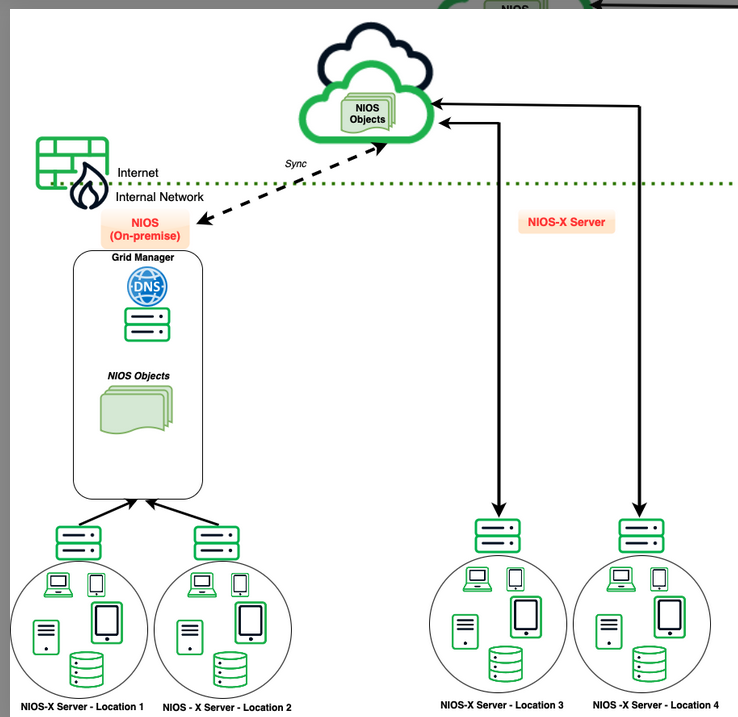 NIOS
NIOS
Objects
Sync
Internet
Internal Network
NIOS
(On-premise)
NIOS-X Server
Grid Manager
DNS
NIOS Objects
NIOS-X Server - Location 1
NIOS - X Server - Location 2
NIOS-X Server - Location 3
NIOS -X Server - Location 4